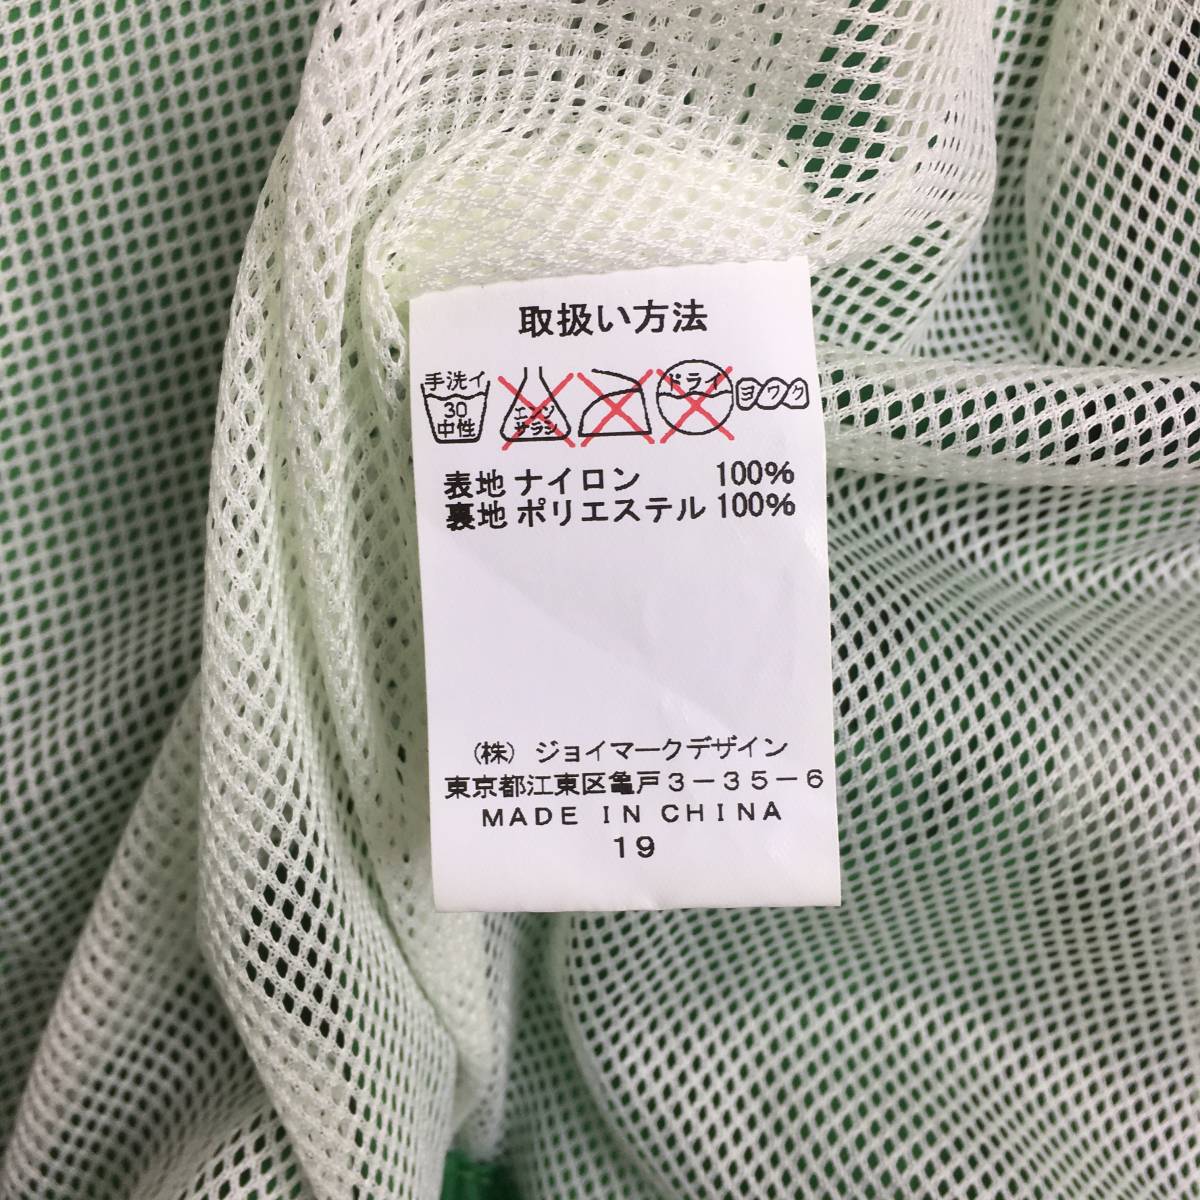 取扱い方法
手洗イ ドライ
30 エンソ ヨワク
中性 サラシ
表地 ナイロン 100%
裏地 ポリエステル 100%
(株) ジョイマークデザイン
東京都江東区亀戸3-35-6
MADE IN CHINA
19